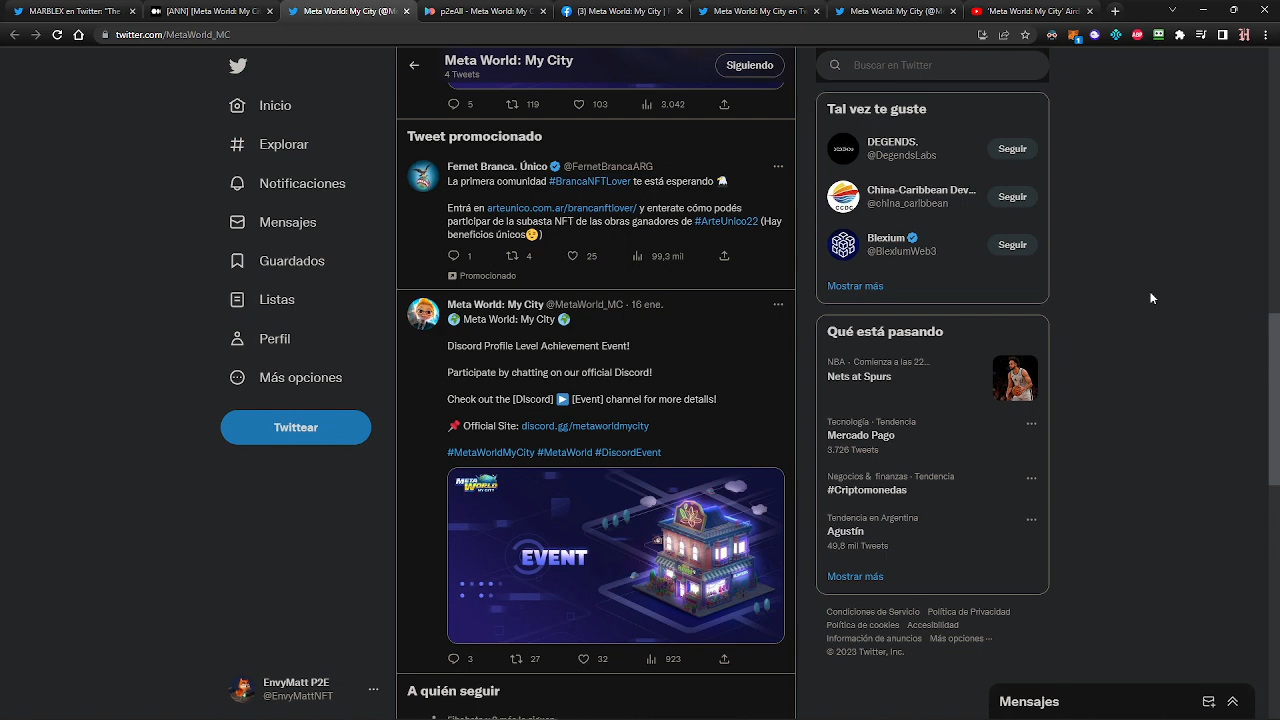 MARBLEX en Twitter: "The
[ANN] [Meta World: My City
Meta World: My City (@M
p2eAll - Meta World: My C
(3) Meta World: My City |
Meta World: My City en Tw
Meta World: My City (@M
'Meta World: My City' Aird
twitter.com/MetaWorld_MC
Inicio
Explorar
Notificaciones
Mensajes
Guardados
Listas
Perfil
Más opciones
Twittear
EnvyMatt P2E
@EnvyMattNFT
Meta World: My City
4 Tweets
Siguiendo
5 119 103 3.042
Tweet promocionado
Fernet Branca. Único @FernetBrancaARG
La primera comunidad #BrancaNFTLover te está esperando
Entrá en arteunico.com.ar/brancanftlover/ y enterate cómo podés
participar de la subasta NFT de las obras ganadores de #ArteUnico22 (Hay
beneficios únicos)
1 4 25 99,3 mil
Promocionado
Meta World: My City @MetaWorld_MC · 16 ene.
Meta World: My City
Discord Profile Level Achievement Event!
Participate by chatting on our official Discord!
Check out the [Discord] [Event] channel for more details!
Official Site: discord.gg/metaworldmycity
#MetaWorldMyCity #MetaWorld #DiscordEvent
META
WORLD
MY CITY
EVENT
3 27 32 923
A quién seguir
Buscar en Twitter
Tal vez te guste
DEGENDS.
@DegendsLabs
Seguir
China-Caribbean Dev...
@china_caribbean
Seguir
CCDC
Blexium
@BlexiumWeb3
Seguir
Mostrar más
Qué está pasando
NBA · Comienza a las 22...
Nets at Spurs
Tecnología · Tendencia
Mercado Pago
3.726 Tweets
Negocios & finanzas · Tendencia
#Criptomonedas
Tendencia en Argentina
Agustín
49,8 mil Tweets
Mostrar más
Condiciones de Servicio Política de Privacidad
Política de cookies Accesibilidad
Información de anuncios Más opciones ···
© 2023 Twitter, Inc.
Mensajes